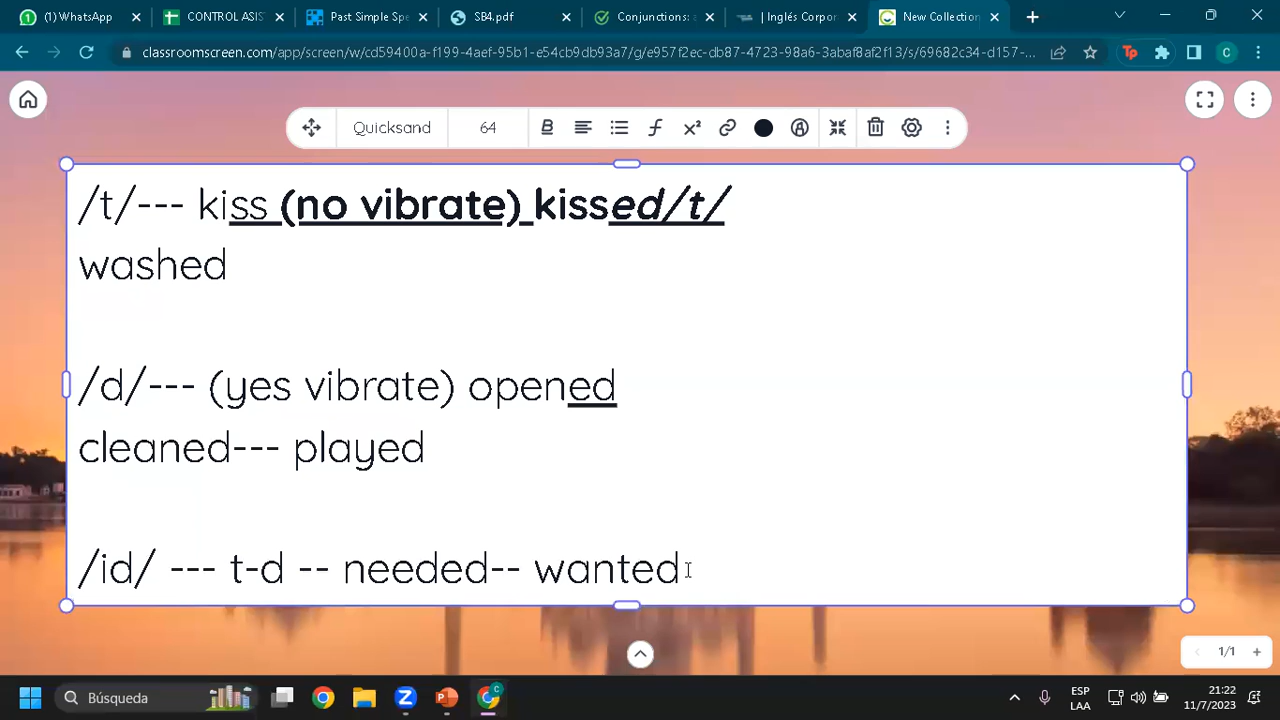 (1) WhatsApp
CONTROL ASIS
Past Simple Spe
SB4.pdf
Conjunctions: a
| Inglés Corpor
New Collection
classroomscreen.com/app/screen/w/cd59400a-f199-4aef-95b1-e54cb9db93a7/g/e957f2ec-db87-4723-98a6-3abaf8af2f13/s/69682c34-d157-...
Quicksand 64
/t/--- kiss (no vibrate) kissed/t/
washed
/d/--- (yes vibrate) opened
cleaned--- played
/id/ --- t-d -- needed-- wanted
1/1
Búsqueda
ESP
LAA
21:22
11/7/2023